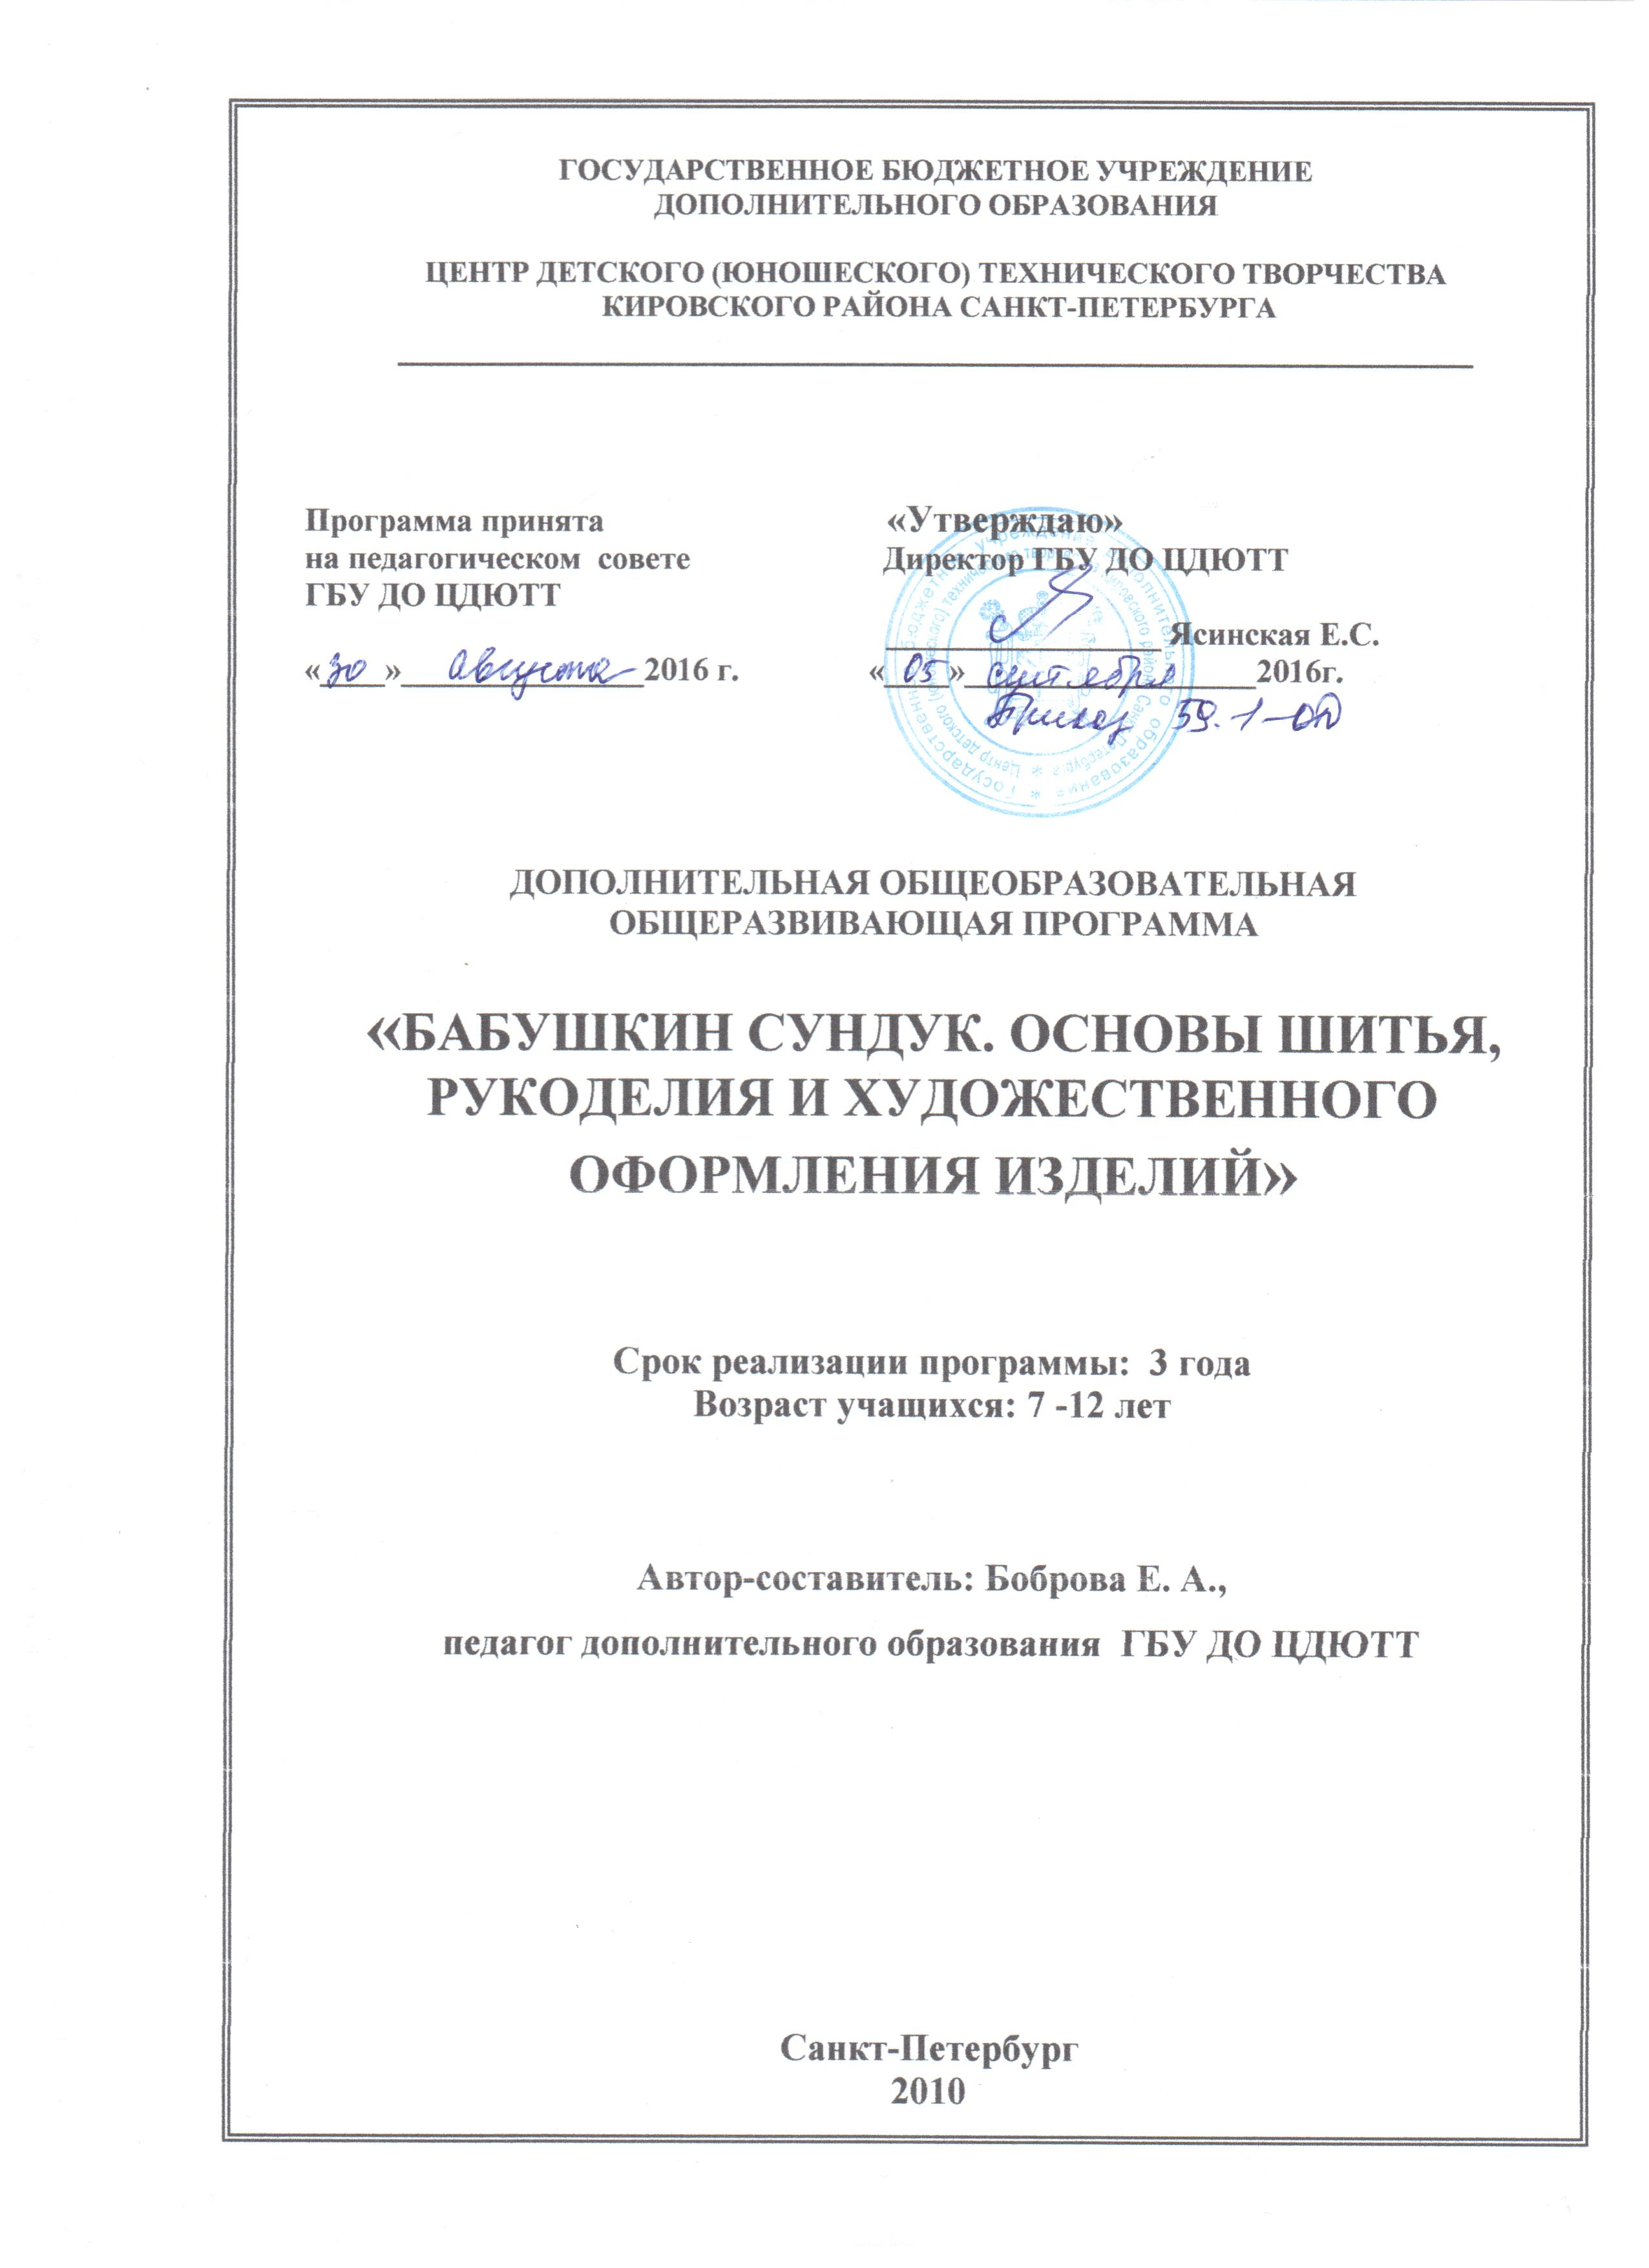 ГОСУДАРСТВЕННОЕ БЮДЖЕТНОЕ УЧРЕЖДЕНИЕ
ДОПОЛНИТЕЛЬНОГО ОБРАЗОВАНИЯ
ЦЕНТР ДЕТСКОГО (ЮНОШЕСКОГО) ТЕХНИЧЕСКОГО ТВОРЧЕСТВА
КИРОВСКОГО РАЙОНА САНКТ-ПЕТЕРБУРГА
Программа принята
на педагогическом совете
ГБУ ДО ЦДЮТТ
«30» августа 2016 г.
«Утверждаю»
Директор ГБУ ДО ЦДЮТТ
Ясинская Е.С.
«05» сентября 2016г.
Приказ 59.1-ОД
ДОПОЛНИТЕЛЬНАЯ ОБЩЕОБРАЗОВАТЕЛЬНАЯ
ОБЩЕРАЗВИВАЮЩАЯ ПРОГРАММА
«БАБУШКИН СУНДУК. ОСНОВЫ ШИТЬЯ,
РУКОДЕЛИЯ И ХУДОЖЕСТВЕННОГО
ОФОРМЛЕНИЯ ИЗДЕЛИЙ»
Срок реализации программы: 3 года
Возраст учащихся: 7 -12 лет
Автор-составитель: Боброва Е. А.,
педагог дополнительного образования ГБУ ДО ЦДЮТТ
Санкт-Петербург
2010